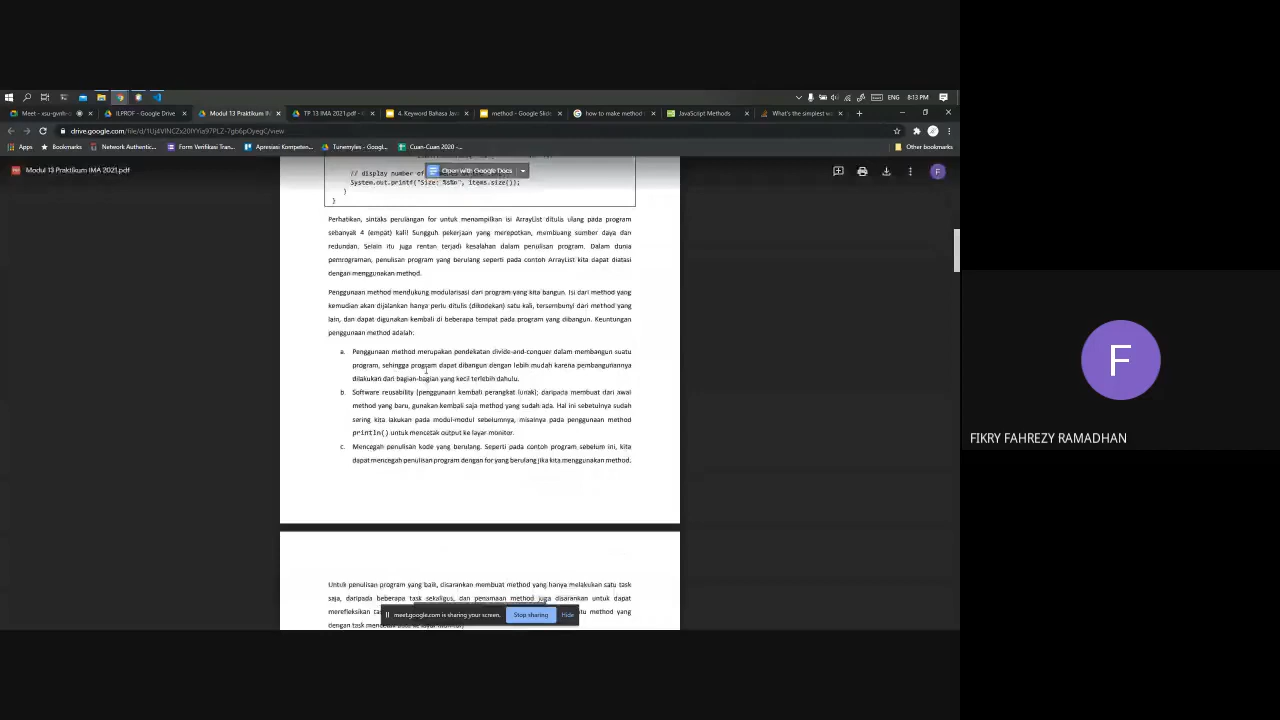 ENG 8:13 PM
Meet - xsu-gvnh- ILPROF - Google Drive Modul 13 Praktikum IM TP 13 IMA 2021.pdf - 4. Keyword Bahasa Jav method - Google Slid how to make method JavaScript Methods What's the simplest w
drive.google.com/file/d/
Apps Bookmarks Network Authentic... Form Verifikasi Tran... Apresiasi Kompeten... Tunemyles - Googl... Cuan-Cuan 2020 -... Other bookmarks
Modul 13 Praktikum IMA 2021.pdf
Open with Google Docs
// display number of
System.out.printf("Size: %s%n", items.size());
}
}
Perhatikan, sintaks perulangan for untuk menampilkan isi ArrayList ditulis ulang pada program
sebanyak 4 (empat) kali! Sungguh pekerjaan yang merepotkan, membuang sumber daya dan
redundan. Selain itu juga rentan terjadi kesalahan dalam penulisan program. Dalam dunia
pemrograman, penulisan program yang berulang seperti pada contoh ArrayList kita dapat diatasi
dengan menggunakan method.
Penggunaan method mendukung modularisasi dari program yang kita bangun. Isi dari method yang
kemudian akan dijalankan hanya perlu ditulis (dikodekan) satu kali, tersembunyi dari method yang
lain, dan dapat digunakan kembali di beberapa tempat pada program yang dibangun. Keuntungan
penggunaan method adalah:
a. Penggunaan method merupakan pendekatan divide-and-conquer dalam membangun suatu
program, sehingga program dapat dibangun dengan lebih mudah karena pembangunannya
dilakukan dari bagian-bagian yang kecil terlebih dahulu.
b. Software reusability (penggunaan kembali perangkat lunak); daripada membuat dari awal
method yang baru, gunakan kembali saja method yang sudah ada. Hal ini sebetulnya sudah
sering kita lakukan pada modul-modul sebelumnya, misalnya pada penggunaan method
println() untuk mencetak output ke layar monitor.
c. Mencegah penulisan kode yang berulang. Seperti pada contoh program sebelum ini, kita
dapat mencegah penulisan program dengan for yang berulang jika kita menggunakan method.
Untuk penulisan program yang baik, disarankan membuat method yang hanya melakukan satu task
saja, daripada beberapa task sekaligus, dan penamaan method juga disarankan untuk dapat
merefleksikan method yang
meet.google.com is sharing your screen. Stop sharing Hide
dengan task
F
FIKRY FAHREZY RAMADHAN